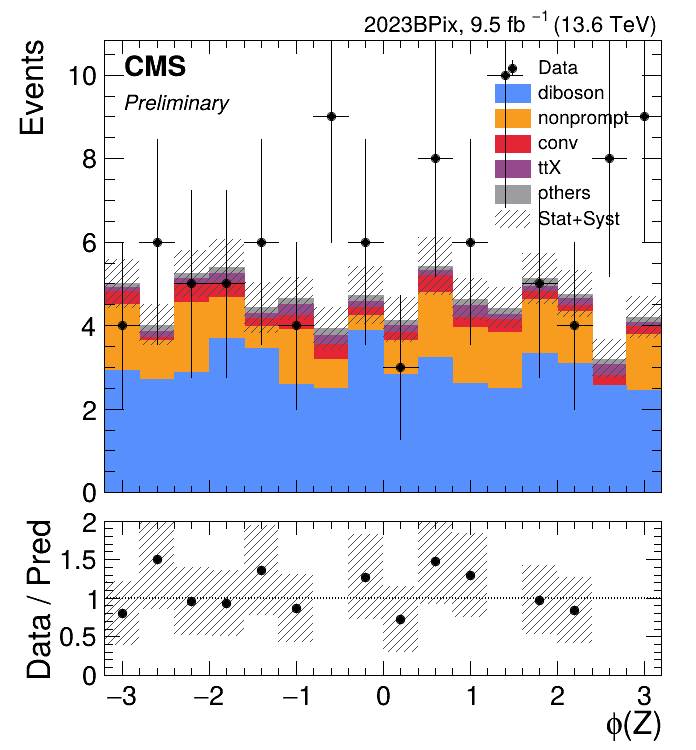 2023BPix, 9.5 fb⁻¹ (13.6 TeV)
CMS
Preliminary
Events
10
8
6
4
2
0
Data
diboson
nonprompt
conv
ttX
others
Stat+Syst
Data / Pred
2
1.5
1
0.5
0
−3 −2 −1 0 1 2 3
ϕ(Z)